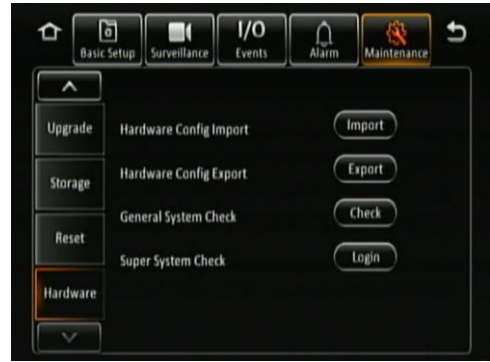 Basic Setup
Surveillance
I/O
Events
Alarm
Maintenance
Upgrade
Storage
Reset
Hardware
Hardware Config Import
Import
Hardware Config Export
Export
General System Check
Check
Super System Check
Login